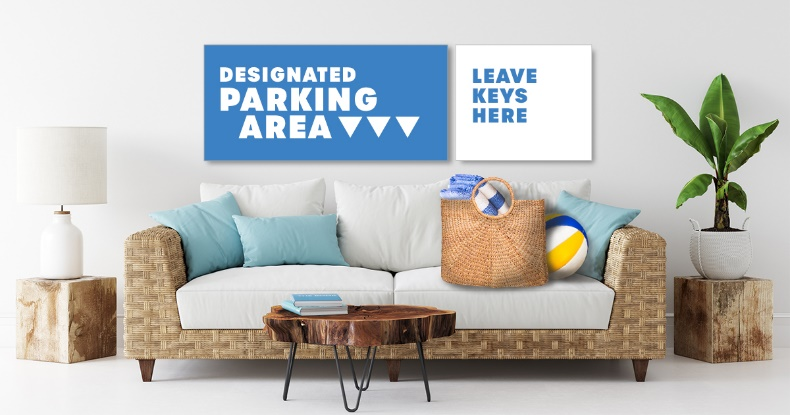 DESIGNATED
PARKING
AREA▼▼▼
LEAVE
KEYS
HERE